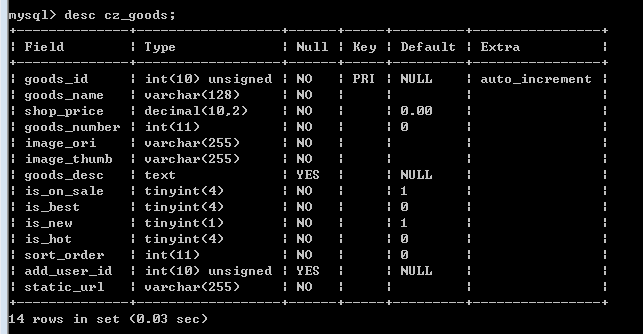 mysql> desc cz_goods;
+--------------+------------------+------+-----+---------+----------------+
| Field        | Type             | Null | Key | Default | Extra          |
+--------------+------------------+------+-----+---------+----------------+
| goods_id     | int(10) unsigned | NO   | PRI | NULL    | auto_increment |
| goods_name   | varchar(128)     | NO   |     |         |                |
| shop_price   | decimal(10,2)    | NO   |     | 0.00    |                |
| goods_number | int(11)          | NO   |     | 0       |                |
| image_ori    | varchar(255)     | NO   |     |         |                |
| image_thumb  | varchar(255)     | NO   |     |         |                |
| goods_desc   | text             | YES  |     | NULL    |                |
| is_on_sale   | tinyint(4)       | NO   |     | 1       |                |
| is_best      | tinyint(4)       | NO   |     | 0       |                |
| is_new       | tinyint(1)       | NO   |     | 1       |                |
| is_hot       | tinyint(4)       | NO   |     | 0       |                |
| sort_order   | int(11)          | NO   |     | 0       |                |
| add_user_id  | int(10) unsigned | YES  |     | NULL    |                |
| static_url   | varchar(255)     | NO   |     |         |                |
+--------------+------------------+------+-----+---------+----------------+
14 rows in set (0.03 sec)